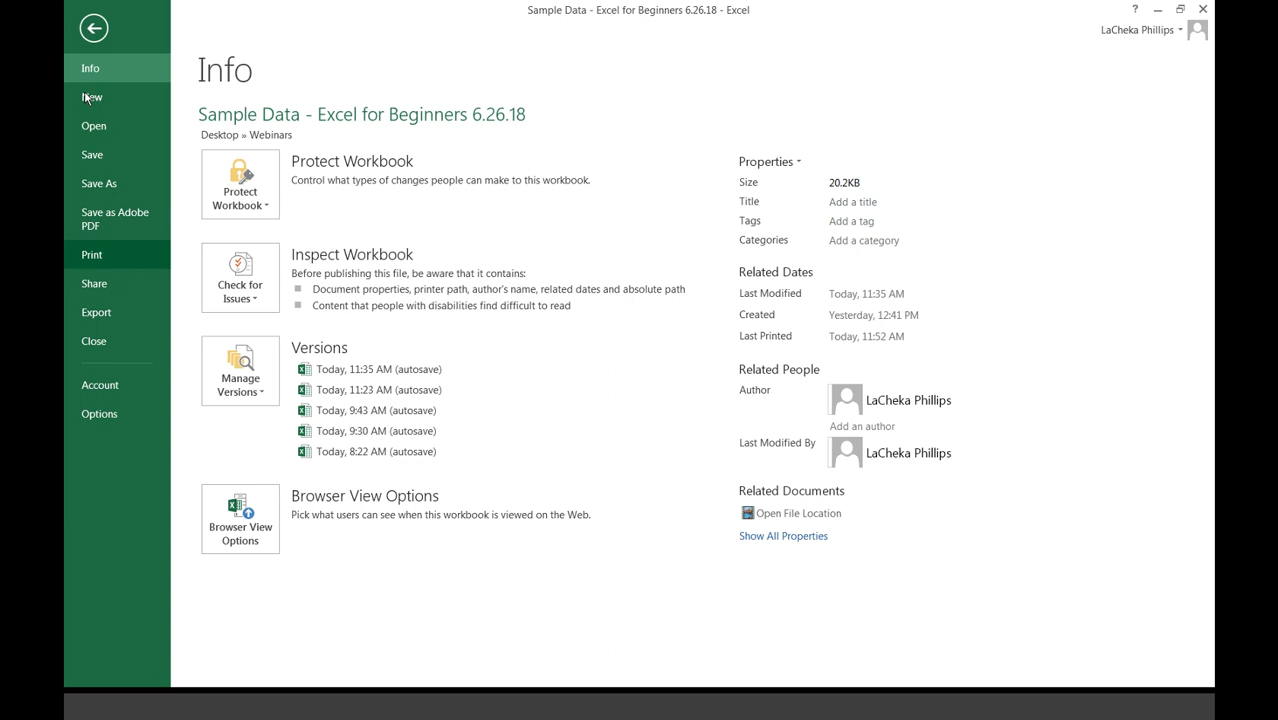 Sample Data - Excel for Beginners 6.26.18 - Excel
?
LaCheka Phillips
Info
New
Open
Save
Save As
Save as Adobe
PDF
Print
Share
Export
Close
Account
Options
Info
Sample Data - Excel for Beginners 6.26.18
Desktop » Webinars
Protect
Workbook
Protect Workbook
Control what types of changes people can make to this workbook.
Check for
Issues
Inspect Workbook
Before publishing this file, be aware that it contains:
Document properties, printer path, author's name, related dates and absolute path
Content that people with disabilities find difficult to read
Manage
Versions
Versions
Today, 11:35 AM (autosave)
Today, 11:23 AM (autosave)
Today, 9:43 AM (autosave)
Today, 9:30 AM (autosave)
Today, 8:22 AM (autosave)
Browser View
Options
Browser View Options
Pick what users can see when this workbook is viewed on the Web.
Properties
Size 20.2KB
Title Add a title
Tags Add a tag
Categories Add a category
Related Dates
Last Modified Today, 11:35 AM
Created Yesterday, 12:41 PM
Last Printed Today, 11:52 AM
Related People
Author LaCheka Phillips
Add an author
Last Modified By LaCheka Phillips
Related Documents
Open File Location
Show All Properties